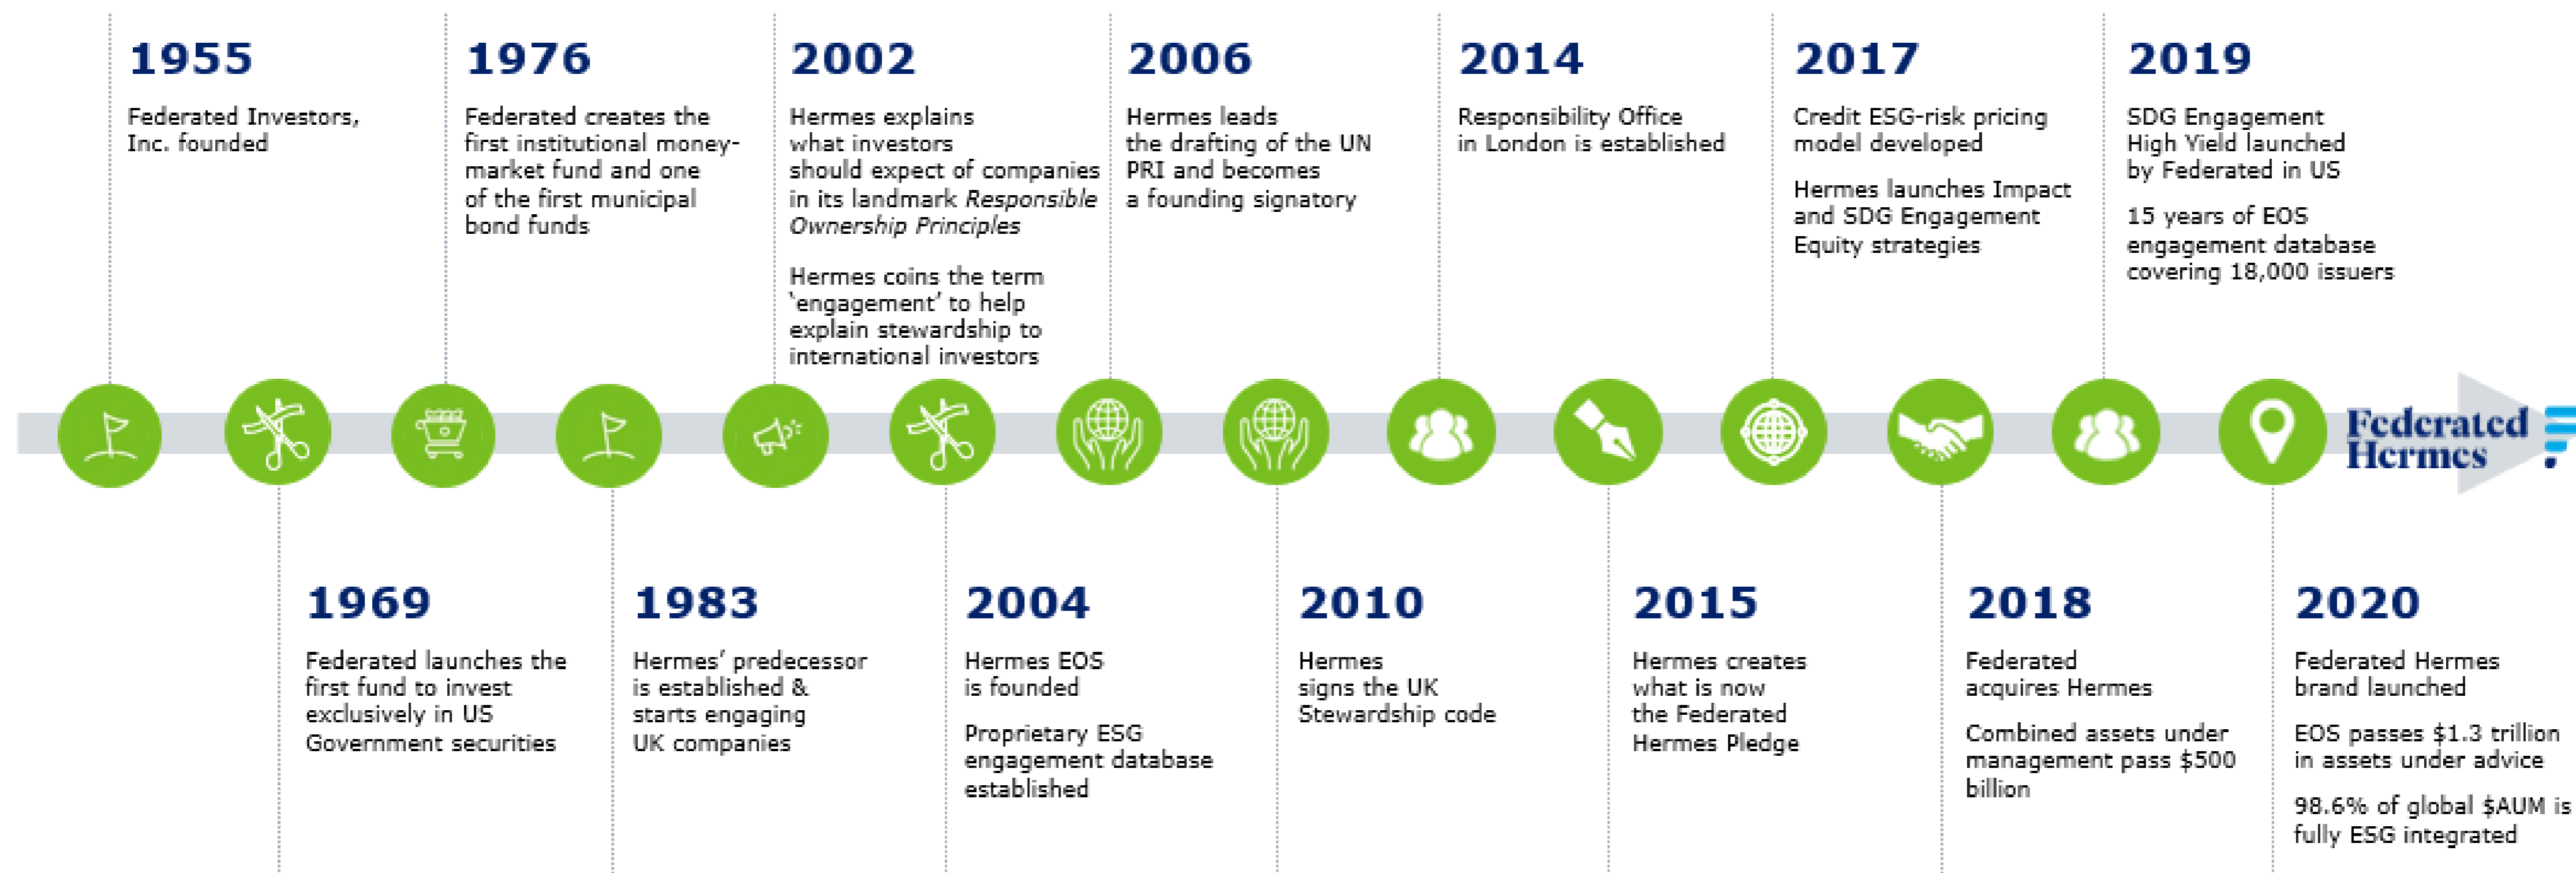 1955
Federated Investors,
Inc. founded
1976
Federated creates the
first institutional money-
market fund and one
of the first municipal
bond funds
2002
Hermes explains
what investors
should expect of companies
in its landmark Responsible
Ownership Principles
Hermes coins the term
‘engagement’ to help
explain stewardship to
international investors
2006
Hermes leads
the drafting of the UN
PRI and becomes
a founding signatory
2014
Responsibility Office
in London is established
2017
Credit ESG-risk pricing
model developed
Hermes launches Impact
and SDG Engagement
Equity strategies
2019
SDG Engagement
High Yield launched
by Federated in US
15 years of EOS
engagement database
covering 18,000 issuers
Federated
Hermes
1969
Federated launches the
first fund to invest
exclusively in US
Government securities
1983
Hermes’ predecessor
is established &
starts engaging
UK companies
2004
Hermes EOS
is founded
Proprietary ESG
engagement database
established
2010
Hermes
signs the UK
Stewardship code
2015
Hermes creates
what is now
the Federated
Hermes Pledge
2018
Federated
acquires Hermes
Combined assets under
management pass $500
billion
2020
Federated Hermes
brand launched
EOS passes $1.3 trillion
in assets under advice
98.6% of global $AUM is
fully ESG integrated